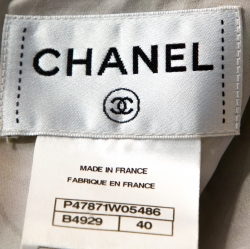 CHANEL
MADE IN FRANCE
FABRIQUE EN FRANCE
P47871W05486
B4929 40